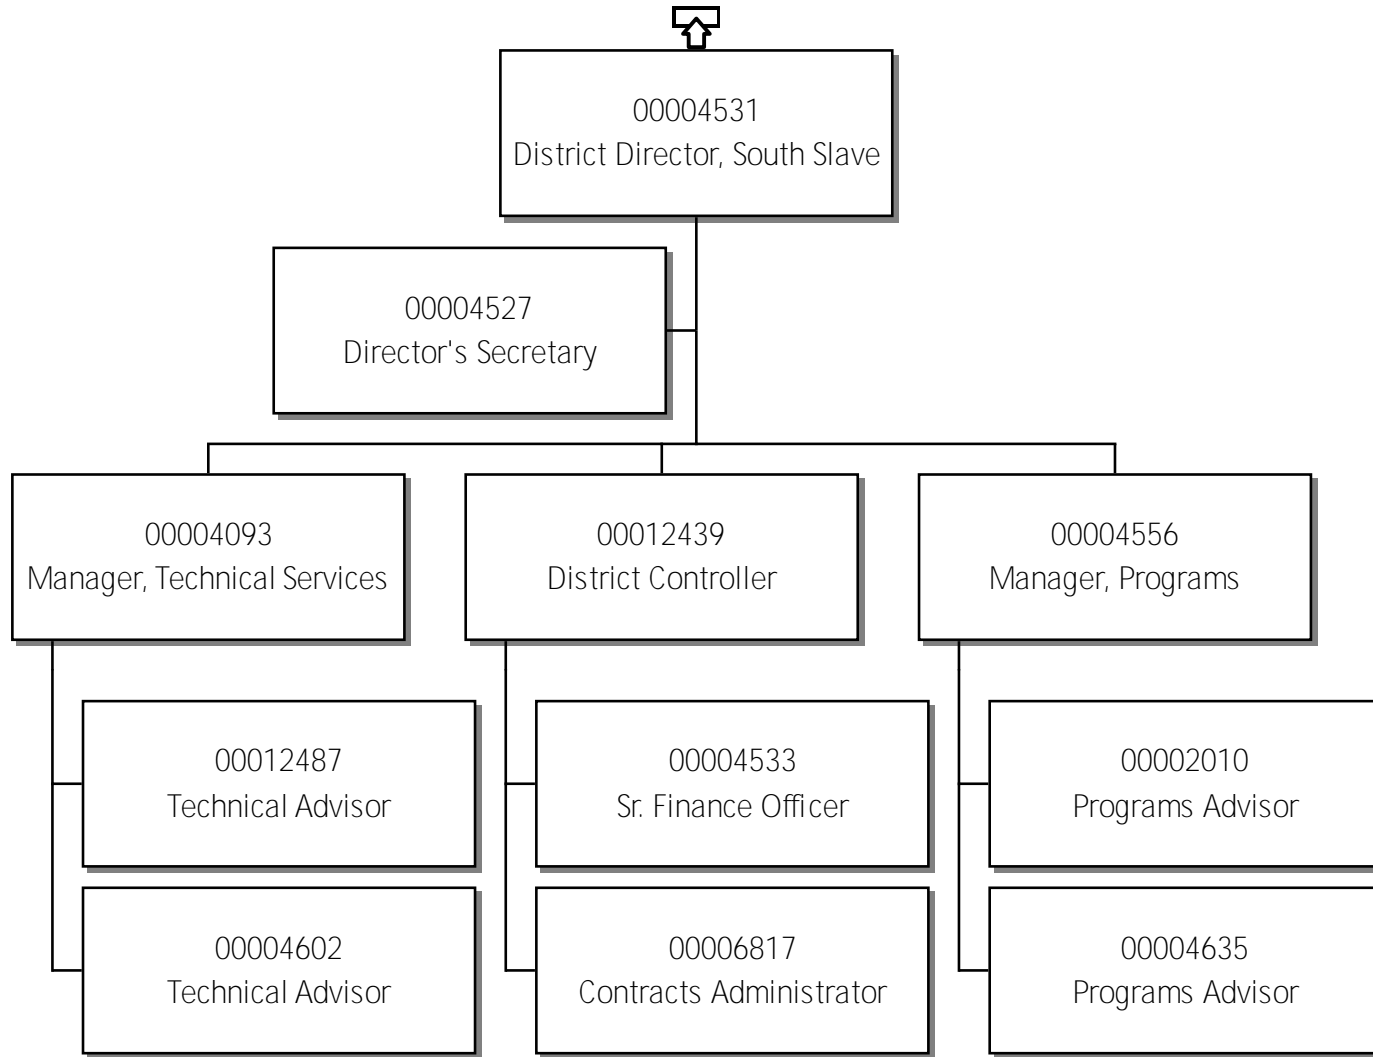 00004531
District Director, South Slave
00004527
Director's Secretary
00004093
Manager, Technical Services
00012439
District Controller
00004556
Manager, Programs
00012487
Technical Advisor
00004533
Sr. Finance Officer
00002010
Programs Advisor
00004602
Technical Advisor
00006817
Contracts Administrator
00004635
Programs Advisor